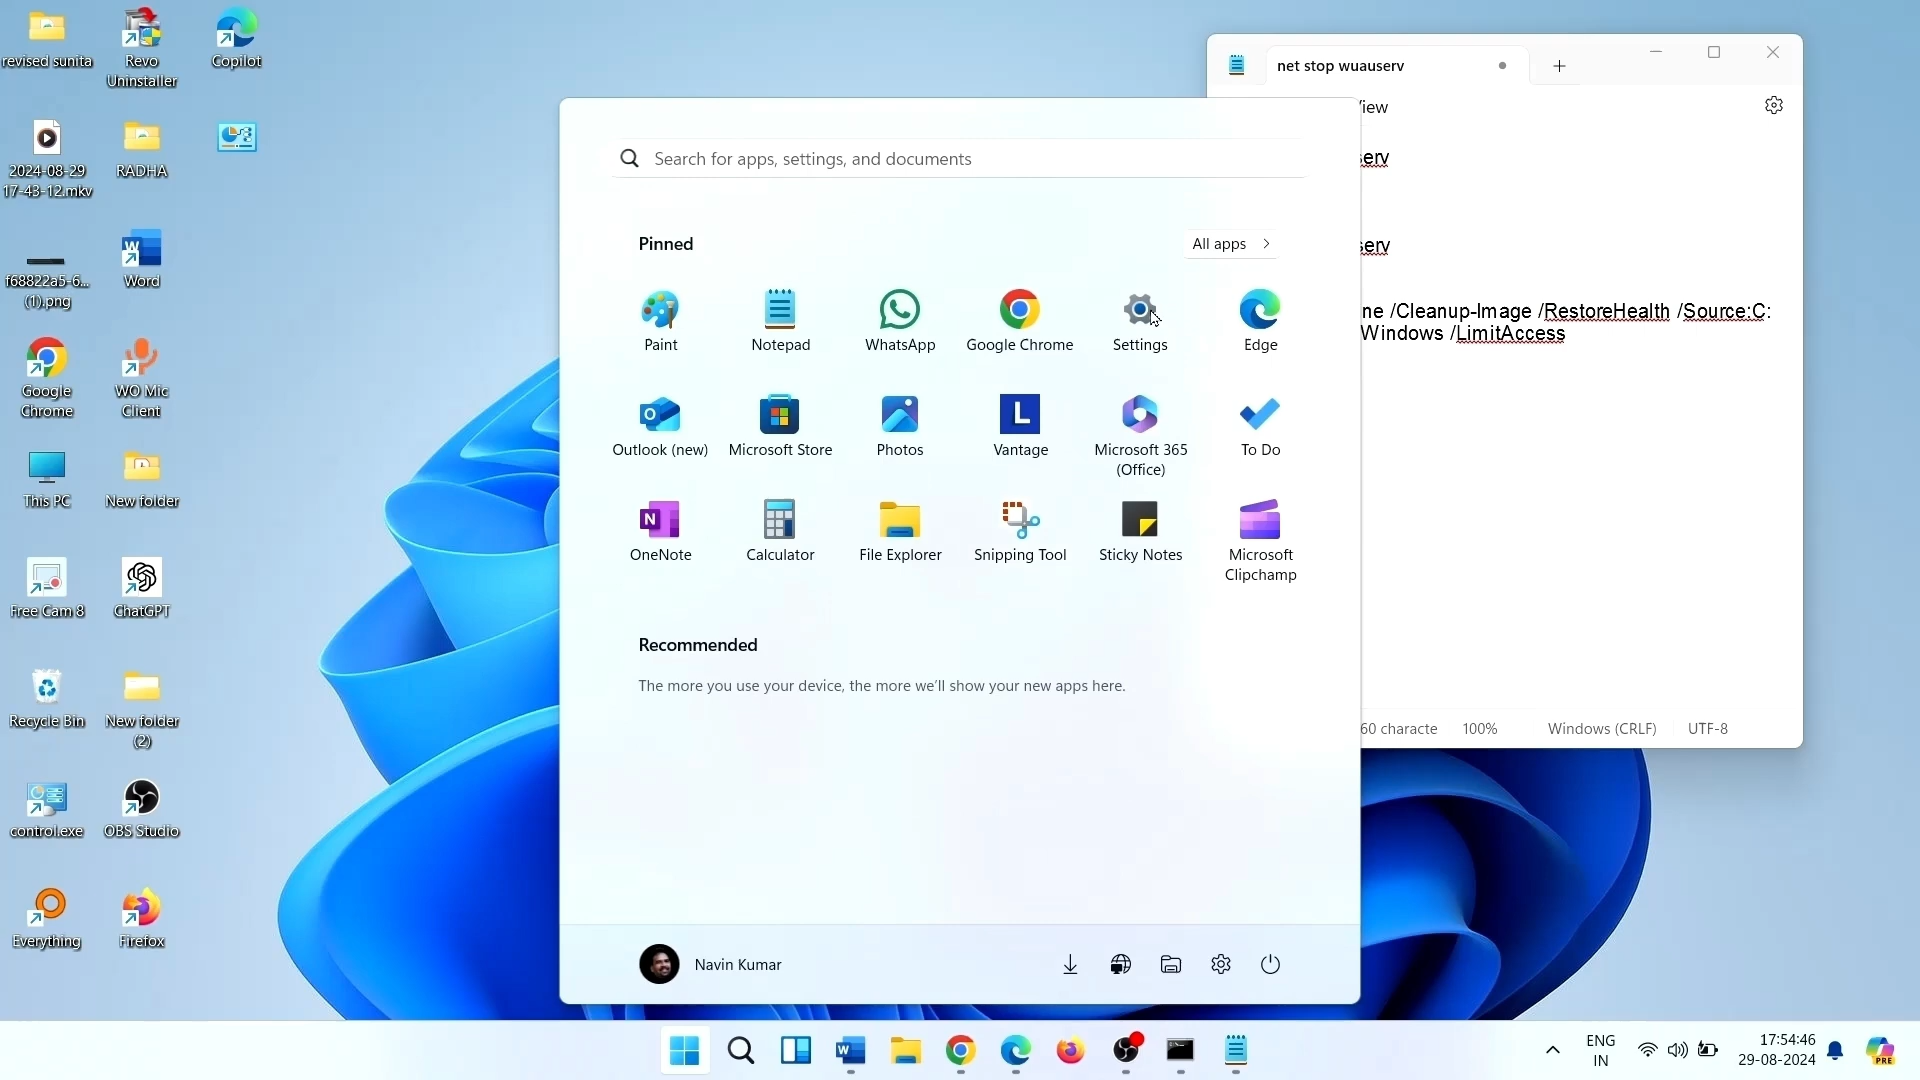 revised sunita
Revo
Uninstaller
Copilot
2024-08-29
17-43-12.mkv
RADHA
f68822a5-6...
(1).png
Word
Google
Chrome
WO Mic
Client
This PC
New folder
Free Cam 8
ChatGPT
Recycle Bin
New folder
(2)
control.exe
OBS Studio
Everything
Firefox
net stop wuauserv
iew
serv
serv
ne /Cleanup-Image /RestoreHealth /Source:C:
Windows /LimitAccess
60 characte
100%
Windows (CRLF)
UTF-8
Search for apps, settings, and documents
Pinned
All apps
Paint
Notepad
WhatsApp
Google Chrome
Settings
Edge
Outlook (new)
Microsoft Store
Photos
Vantage
Microsoft 365
(Office)
To Do
OneNote
Calculator
File Explorer
Snipping Tool
Sticky Notes
Microsoft
Clipchamp
Recommended
The more you use your device, the more we'll show your new apps here.
Navin Kumar
ENG
IN
17:54:46
29-08-2024
PRE